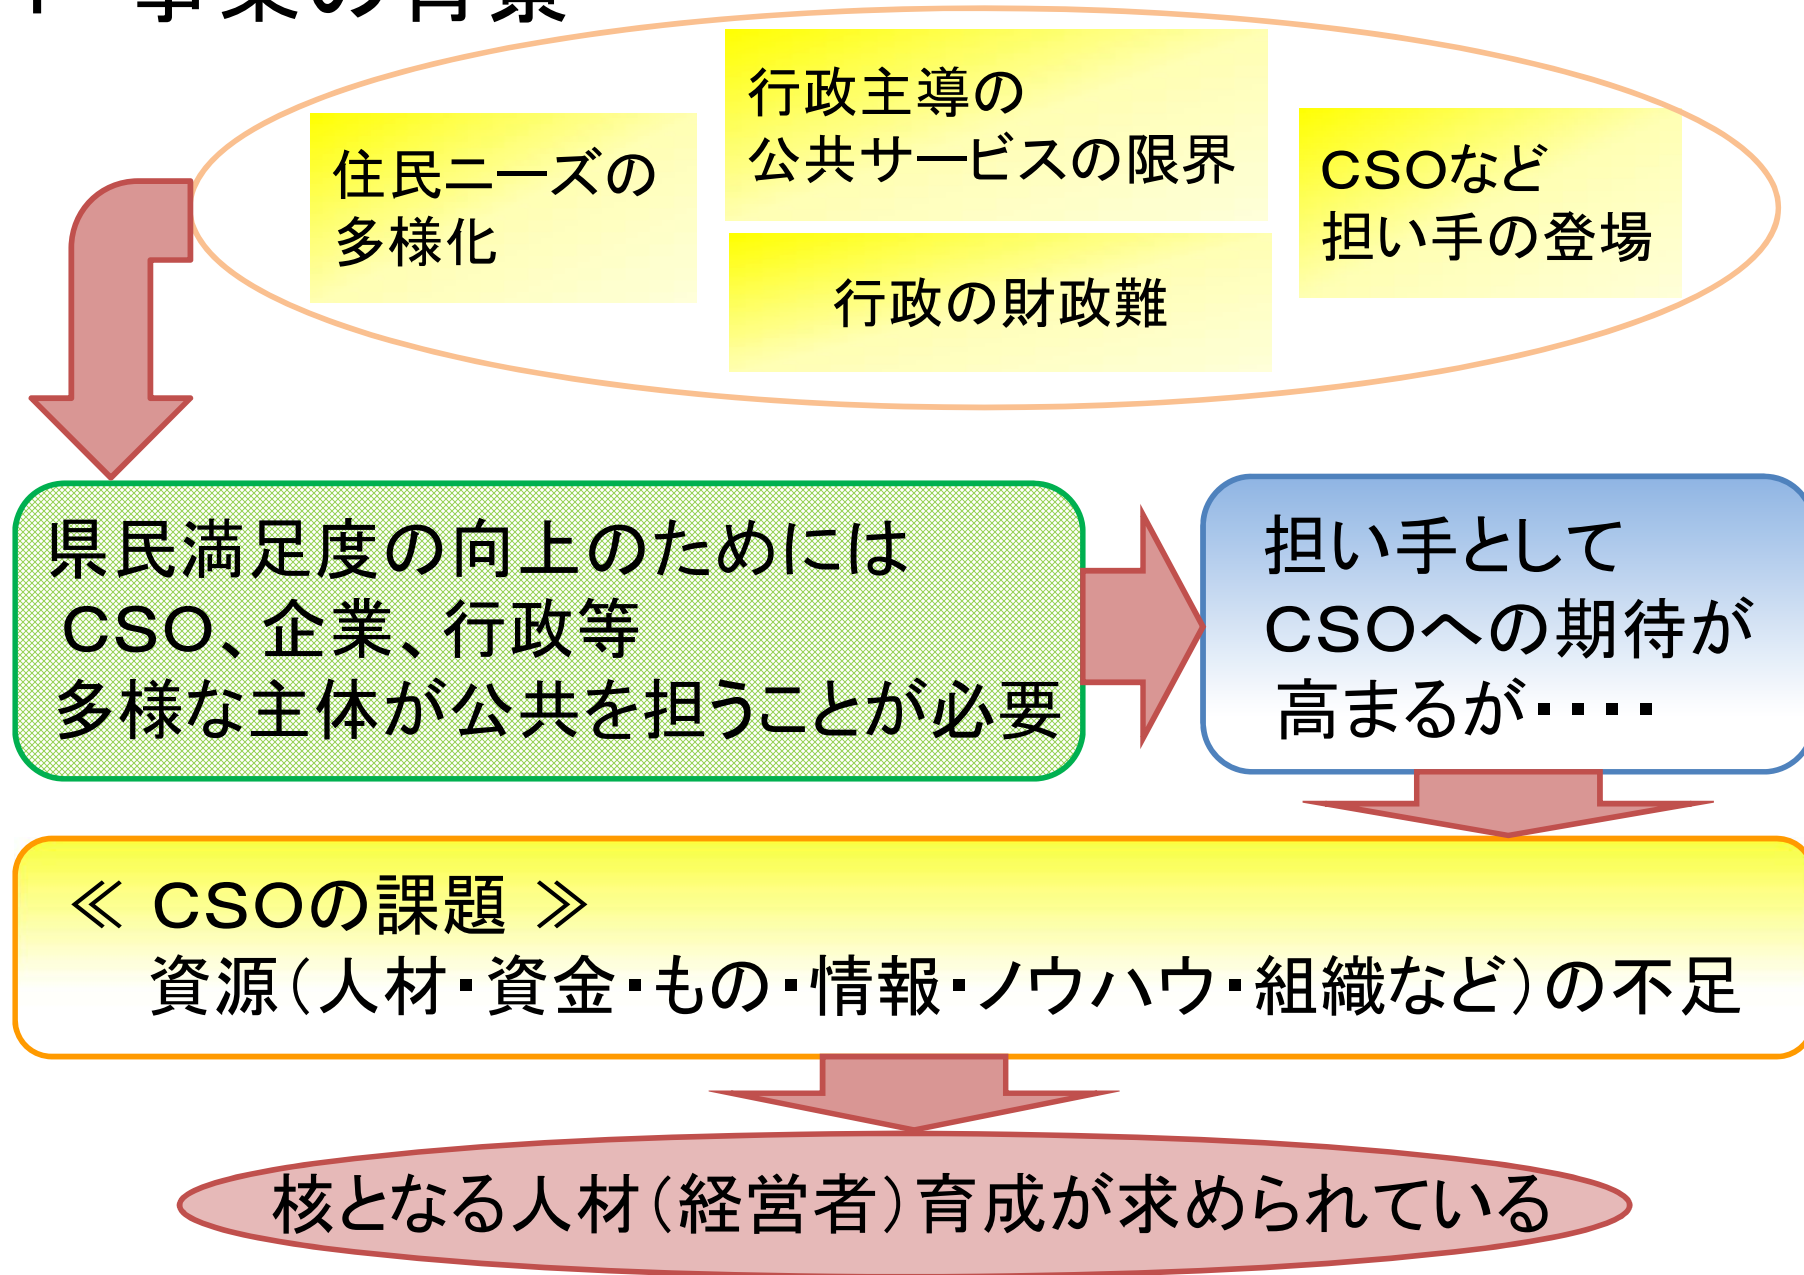 事業の背景
住民ニーズの
多様化
行政主導の
公共サービスの限界
行政の財政難
CSOなど
担い手の登場
県民満足度の向上のためには
CSO、企業、行政等
多様な主体が公共を担うことが必要
担い手として
CSOへの期待が
高まるが・・・・
≪ CSOの課題 ≫
資源(人材・資金・もの・情報・ノウハウ・組織など)の不足
核となる人材(経営者)育成が求められている